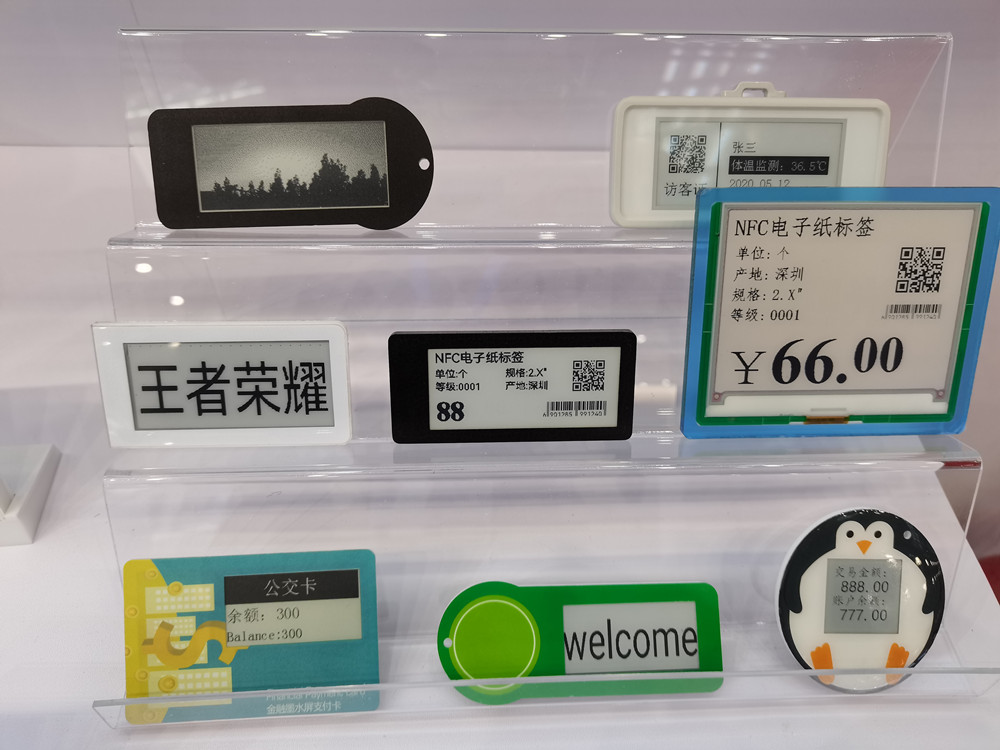 张三
体温监测: 36.5℃
访客证
2020.05.12
NFC电子纸标签
单位: 个
产地: 深圳
规格: 2.X"
等级: 0001
¥66.00
王者荣耀
NFC电子纸标签
单位:个 规格:2.X"
等级:0001 产地:深圳
88
公交卡
余额: 300
Balance:300
金融墨水屏支付卡
welcome
交易金额:
888.00
账户余额:
777.00